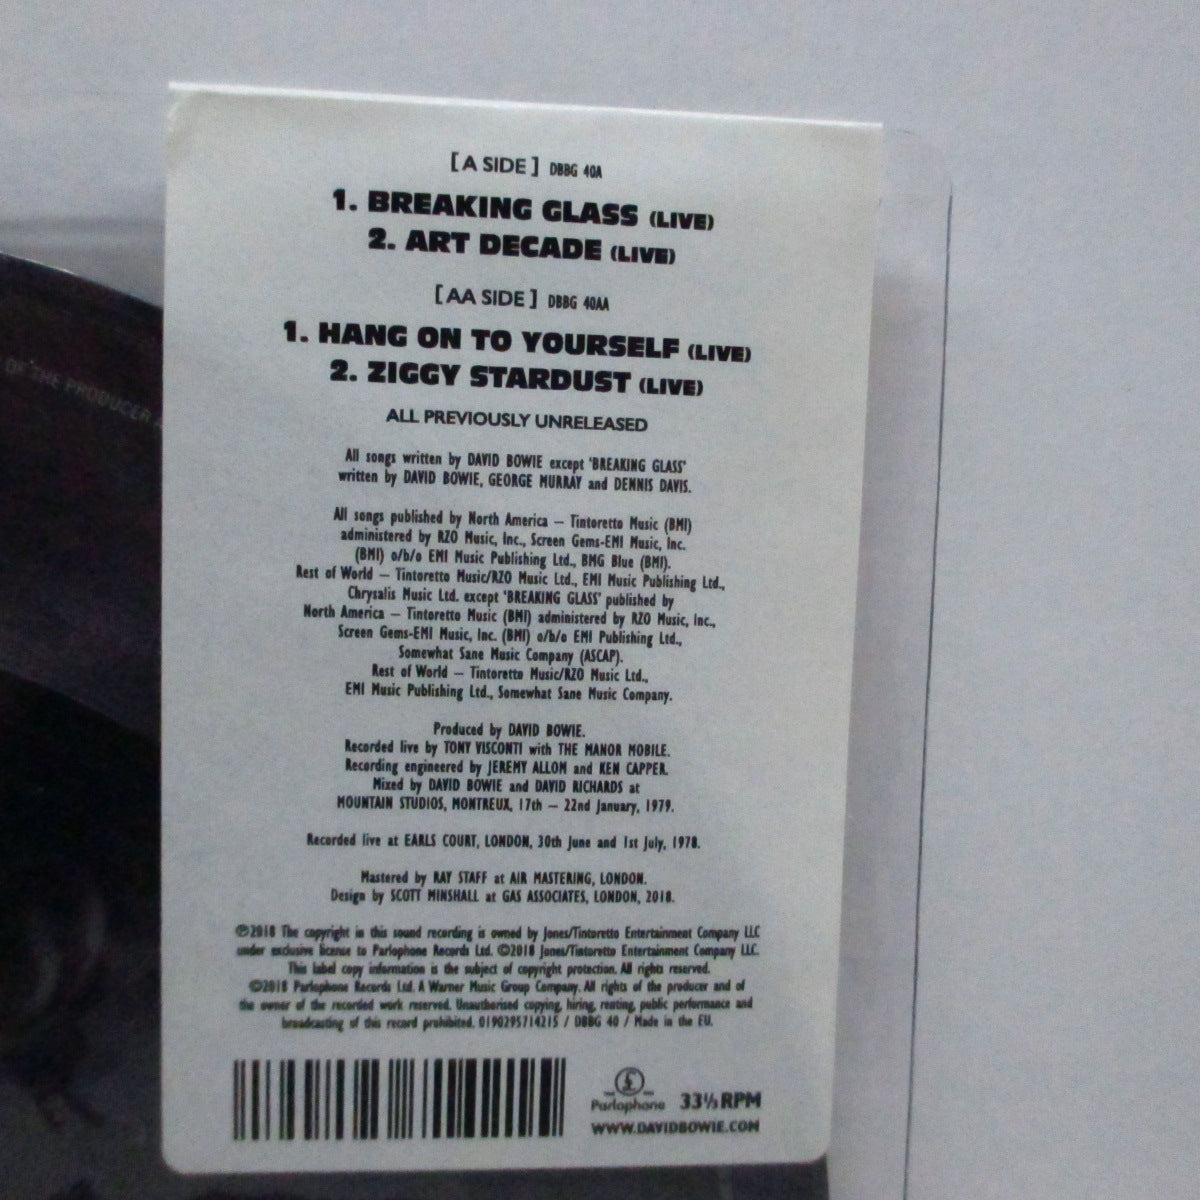 [ A SIDE ] DBBG 40A
1. BREAKING GLASS (LIVE)
2. ART DECADE (LIVE)
[ AA SIDE ] DBBG 40AA
1. HANG ON TO YOURSELF (LIVE)
2. ZIGGY STARDUST (LIVE)
ALL PREVIOUSLY UNRELEASED
All songs written by DAVID BOWIE except 'BREAKING GLASS'
written by DAVID BOWIE, GEORGE MURRAY and DENNIS DAVIS.
All songs published by North America – Tintoretto Music (BMI)
administered by RZO Music, Inc., Screen Gems-EMI Music, Inc.
(BMI) o/b/o EMI Music Publishing Ltd., BMG Blue (BMI).
Rest of World – Tintoretto Music/RZO Music Ltd., EMI Music Publishing Ltd.,
Chrysalis Music Ltd. except 'BREAKING GLASS' published by
North America – Tintoretto Music (BMI) administered by RZO Music, Inc.,
Screen Gems-EMI Music, Inc. (BMI) o/b/o EMI Publishing Ltd.,
Somewhat Sane Music Company (ASCAP).
Rest of World – Tintoretto Music/RZO Music Ltd.,
EMI Music Publishing Ltd., Somewhat Sane Music Company.
Produced by DAVID BOWIE.
Recorded live by TONY VISCONTI with THE MANOR MOBILE.
Recording engineered by JEREMY ALLOM and KEN CAPPER.
Mixed by DAVID BOWIE and DAVID RICHARDS at
MOUNTAIN STUDIOS, MONTREUX, 17th – 22nd January, 1979.
Recorded live at EARLS COURT, LONDON, 30th June and 1st July, 1978.
Mastered by RAY STAFF at AIR MASTERING, LONDON.
Design by SCOTT MINSHALL at GAS ASSOCIATES, LONDON, 2018.
℗2018 The copyright in this sound recording is owned by Jones/Tintoretto Entertainment Company LLC
under exclusive license to Parlophone Records Ltd. ©2018 Jones/Tintoretto Entertainment Company LLC.
This label copy information is the subject of copyright protection. All rights reserved.
©2018 Parlophone Records Ltd. A Warner Music Group Company. All rights of the producer and of
the owner of the recorded work reserved. Unauthorised copying, hiring, renting, public performance and
broadcasting of this record prohibited. 0190295714215 / DBBG 40 / Made in the EU.
£
Parlophone 33⅓ RPM
WWW.DAVIDBOWIE.COM
OF THE PRODUCER